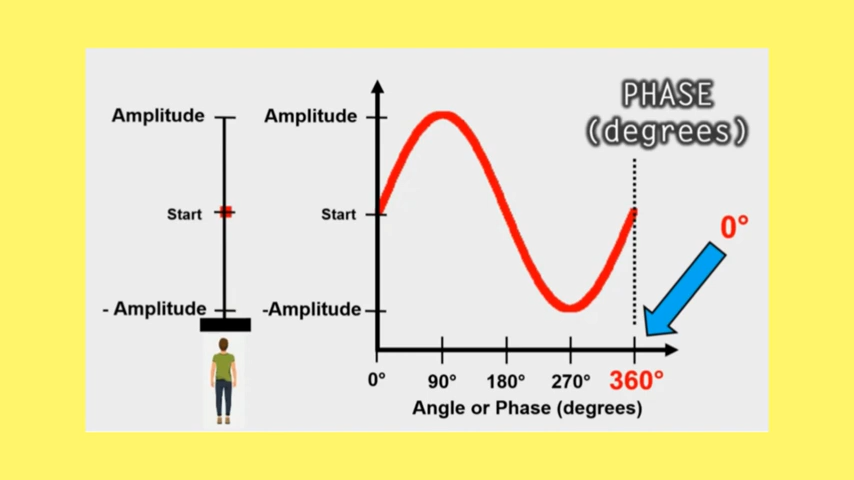 PHASE
(degrees)
Amplitude
Amplitude
Start
Start
0°
- Amplitude
-Amplitude
0°
90°
180°
270°
360°
Angle or Phase (degrees)